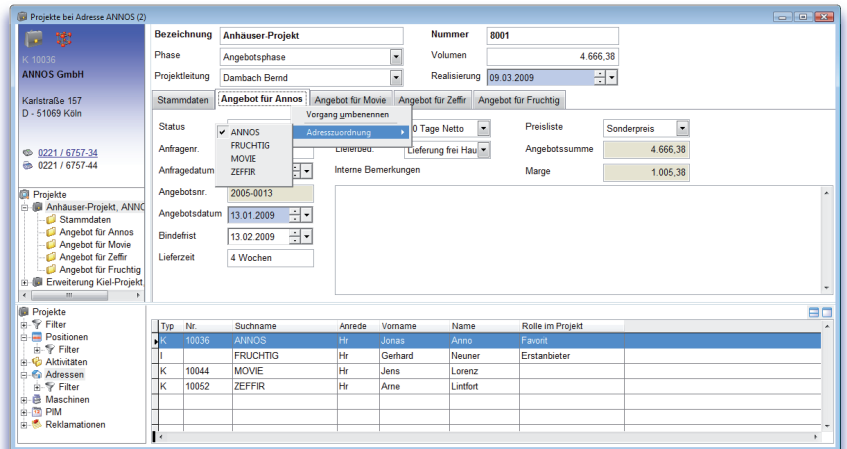 Projekte bei Adresse ANNOS (2)
K 10036
ANNOS GmbH
Karlstraße 157
D - 51069 Köln
0221 / 6757-34
0221 / 6757-44
Bezeichnung Anhäuser-Projekt Nummer 8001
Phase Angebotsphase Volumen 4.666,38
Projektleitung Dambach Bernd Realisierung 09.03.2009
Stammdaten Angebot für Annos Angebot für Movie Angebot für Zeffir Angebot für Fruchtig
Vorgang umbenennen
Adresszuordnung
ANNOS
FRUCHTIG
MOVIE
ZEFFIR
Status 0 Tage Netto Preisliste Sonderpreis
Anfragenr. Lieferbed. Lieferung frei Hau Angebotssumme 4.666,38
Anfragedatum Interne Bemerkungen Marge 1.005,38
Angebotsnr. 2005-0013
Angebotsdatum 13.01.2009
Bindefrist 13.02.2009
Lieferzeit 4 Wochen
Projekte
Anhäuser-Projekt, ANNO
Stammdaten
Angebot für Annos
Angebot für Movie
Angebot für Zeffir
Angebot für Fruchtig
Erweiterung Kiel-Projekt,
Projekte
Filter
Positionen
Filter
Aktivitäten
Adressen
Filter
Maschinen
PIM
Reklamationen
Typ Nr. Suchname Anrede Vorname Name Rolle im Projekt
K 10036 ANNOS Hr Jonas Anno Favorit
I FRUCHTIG Hr Gerhard Neuner Erstanbieter
K 10044 MOVIE Hr Jens Lorenz
K 10052 ZEFFIR Hr Arne Lintfort